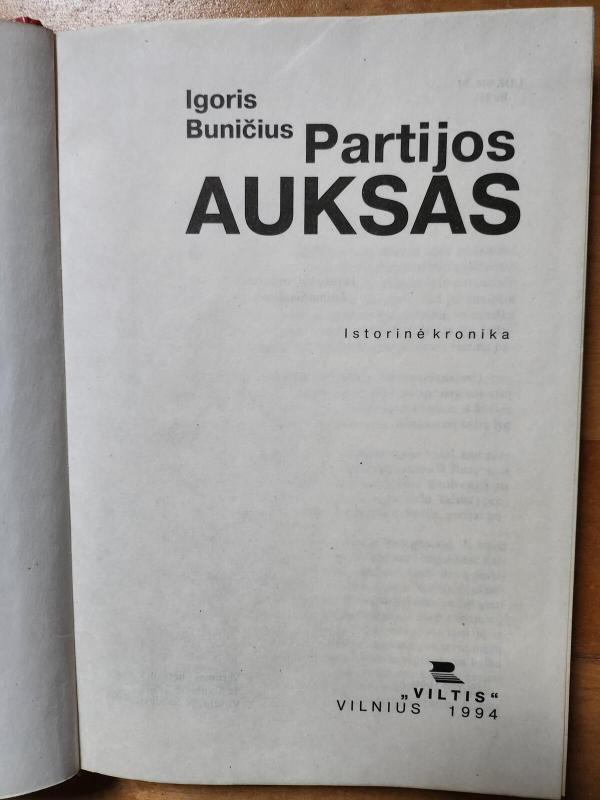 Igoris
Buničius
Partijos
AUKSAS
Istorinė kronika
„VILTIS“
VILNIUS 1994